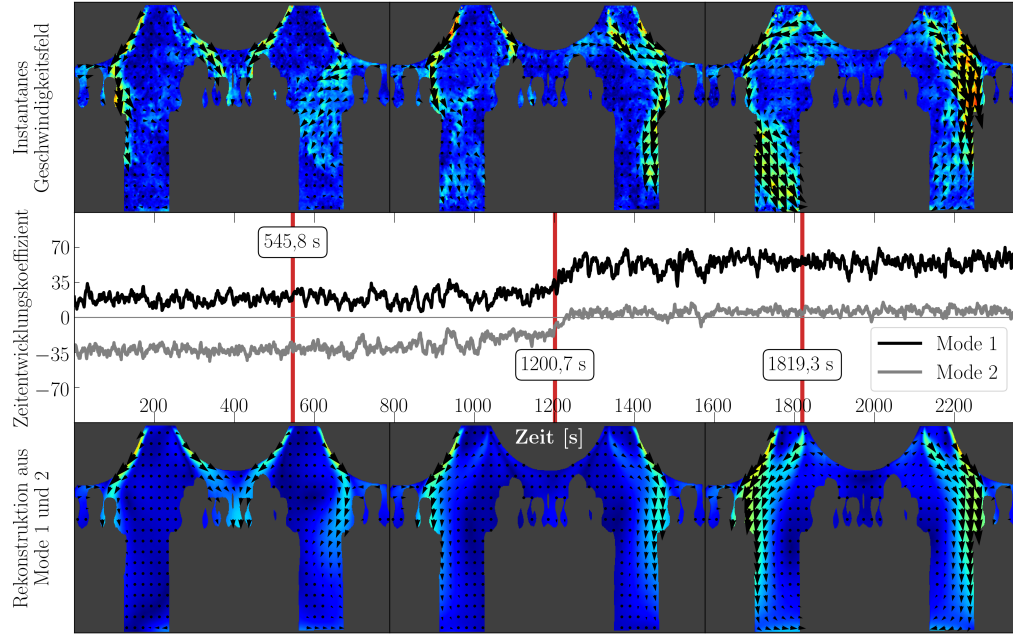 Instantanes
Geschwindigkeitsfeld
Zeitentwicklungskoeffizient
70
35
0
−35
−70
545,8 s
1200,7 s
1819,3 s
Mode 1
Mode 2
200
400
600
800
1000
1200
1400
1600
1800
2000
2200
Zeit [s]
Rekonstruktion aus
Mode 1 und 2